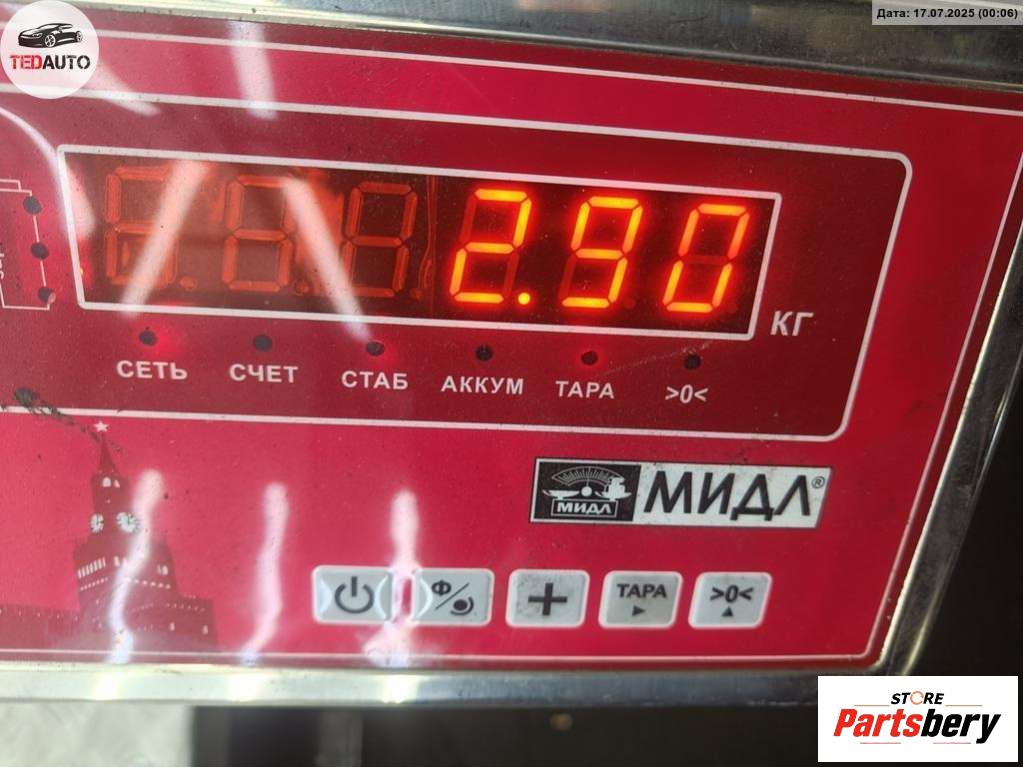 Дата: 17.07.2025 (00:06)
TEDAUTO
2.90
КГ
СЕТЬ СЧЕТ СТАБ АККУМ ТАРА >0<
МИДЛ МИДЛ®
Ф ТАРА >0<
STORE
Partsbery